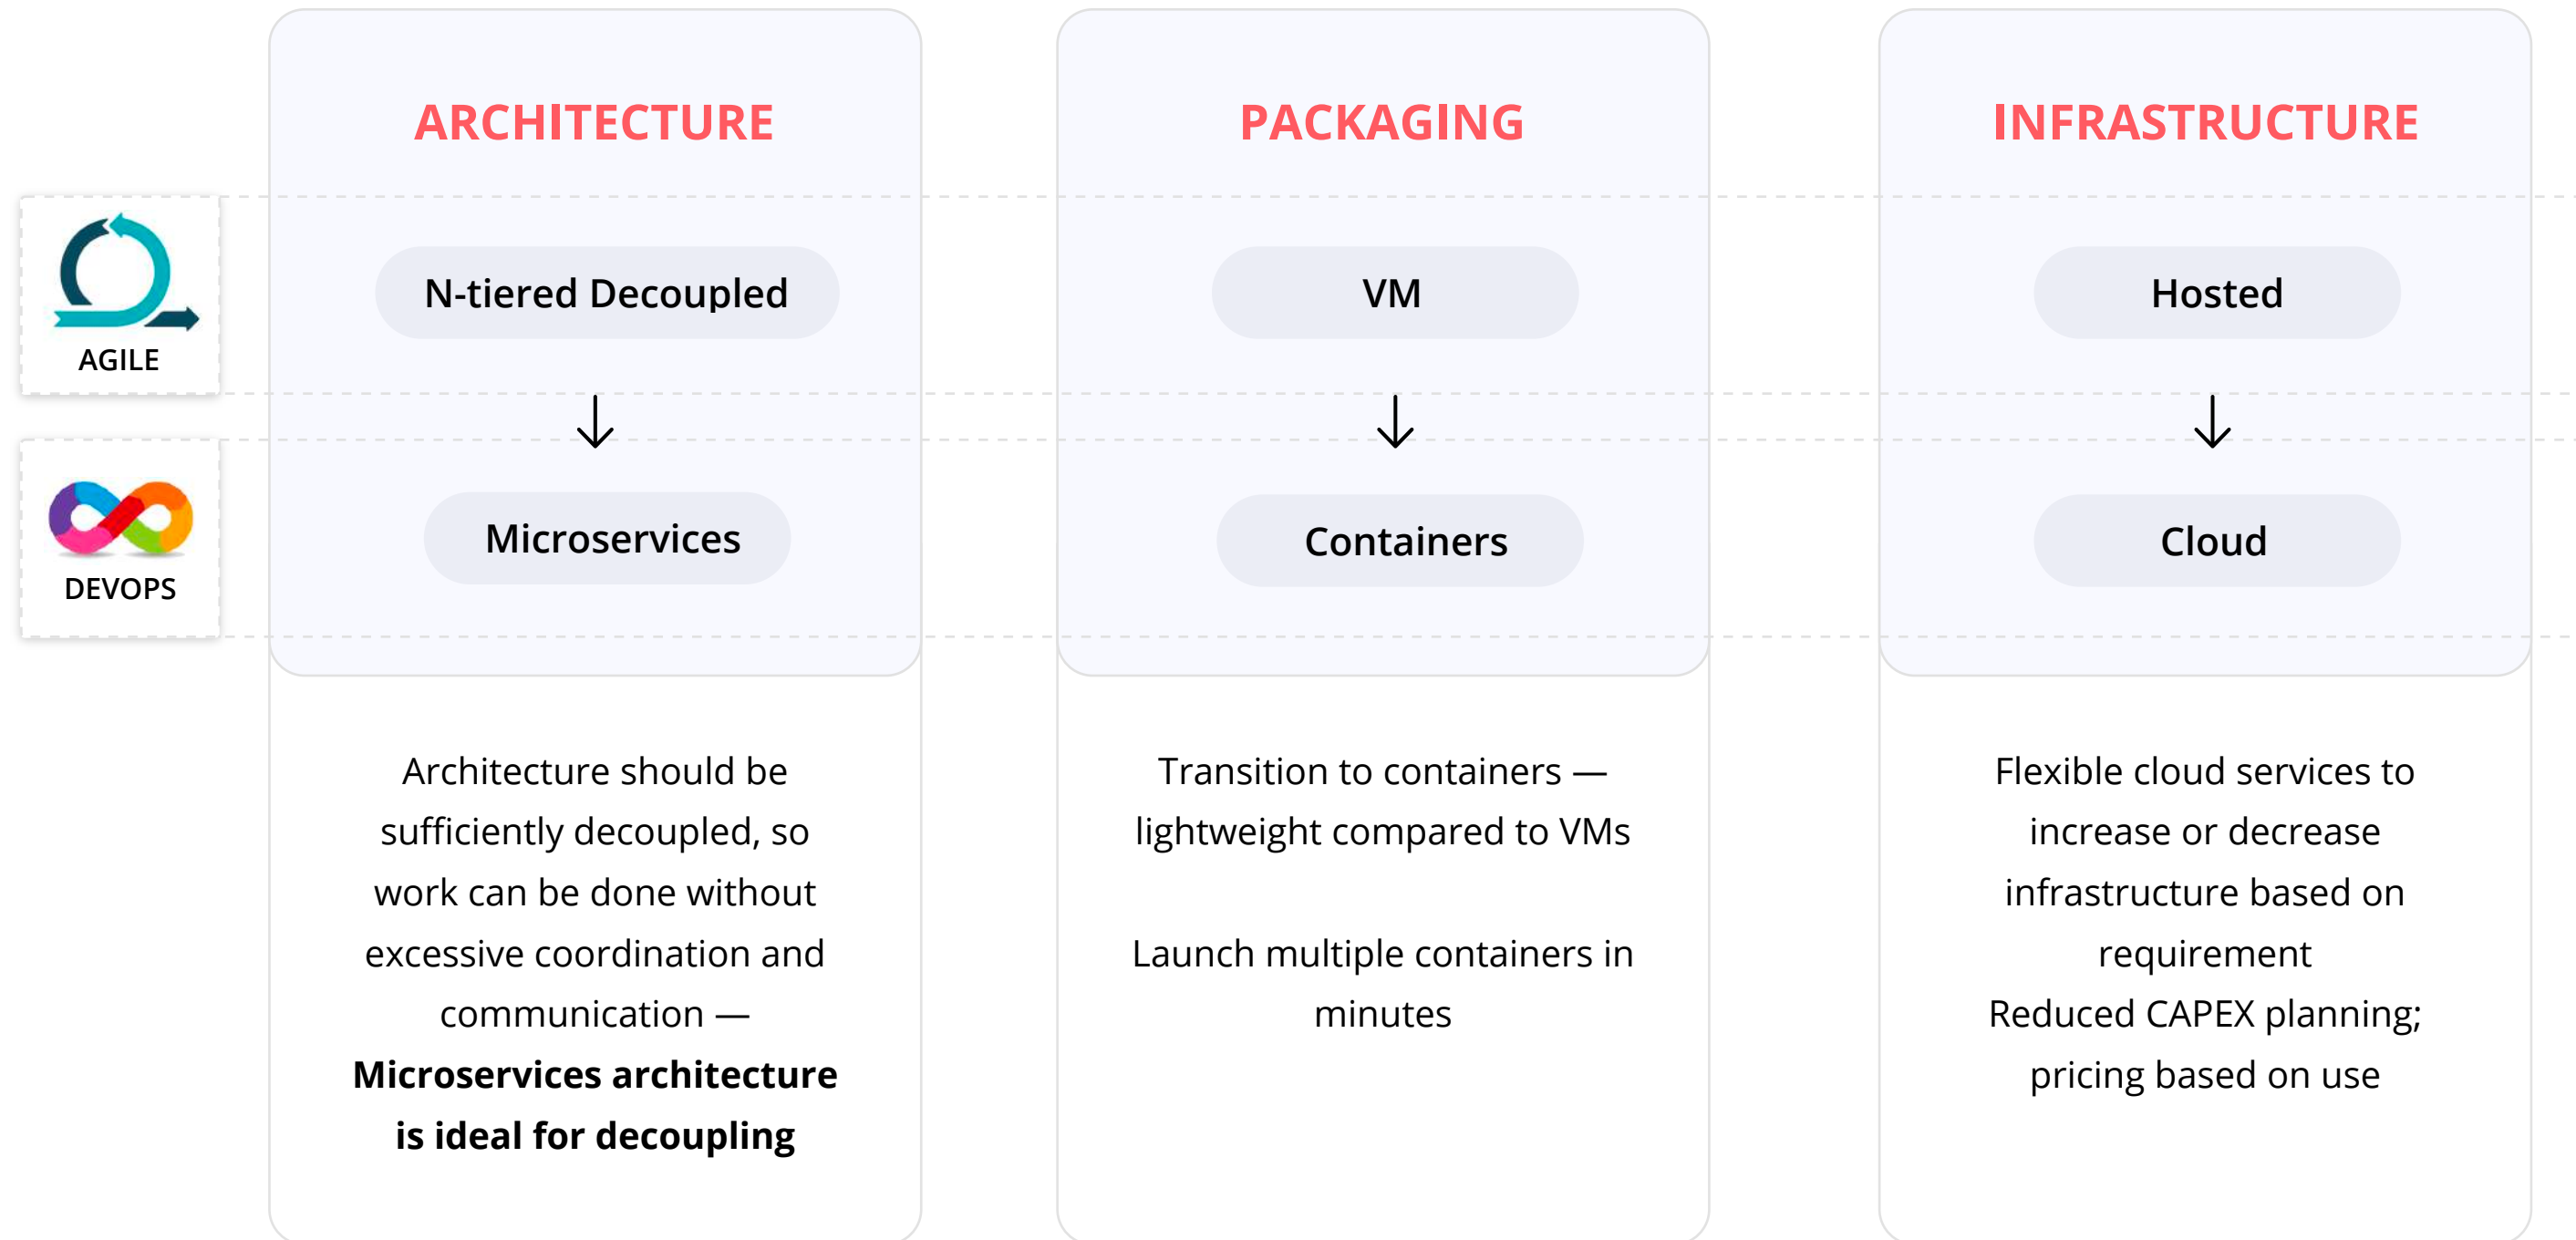 ARCHITECTURE
PACKAGING
INFRASTRUCTURE
AGILE
N-tiered Decoupled
VM
Hosted
DEVOPS
Microservices
Containers
Cloud
Architecture should be
sufficiently decoupled, so
work can be done without
excessive coordination and
communication —
Microservices architecture
is ideal for decoupling
Transition to containers —
lightweight compared to VMs
Launch multiple containers in
minutes
Flexible cloud services to
increase or decrease
infrastructure based on
requirement
Reduced CAPEX planning;
pricing based on use